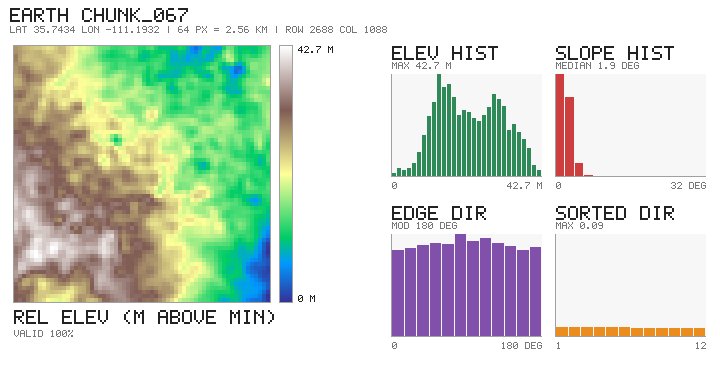 EARTH CHUNK_067
LAT 35.7434 LON -111.1932 | 64 PX = 2.56 KM | ROW 2688 COL 1088
42.7 M
0 M
REL ELEV (M ABOVE MIN)
VALID 100%
ELEV HIST
MAX 42.7 M
0 42.7 M
SLOPE HIST
MEDIAN 1.9 DEG
0 32 DEG
EDGE DIR
MOD 180 DEG
0 180 DEG
SORTED DIR
MAX 0.09
1 12